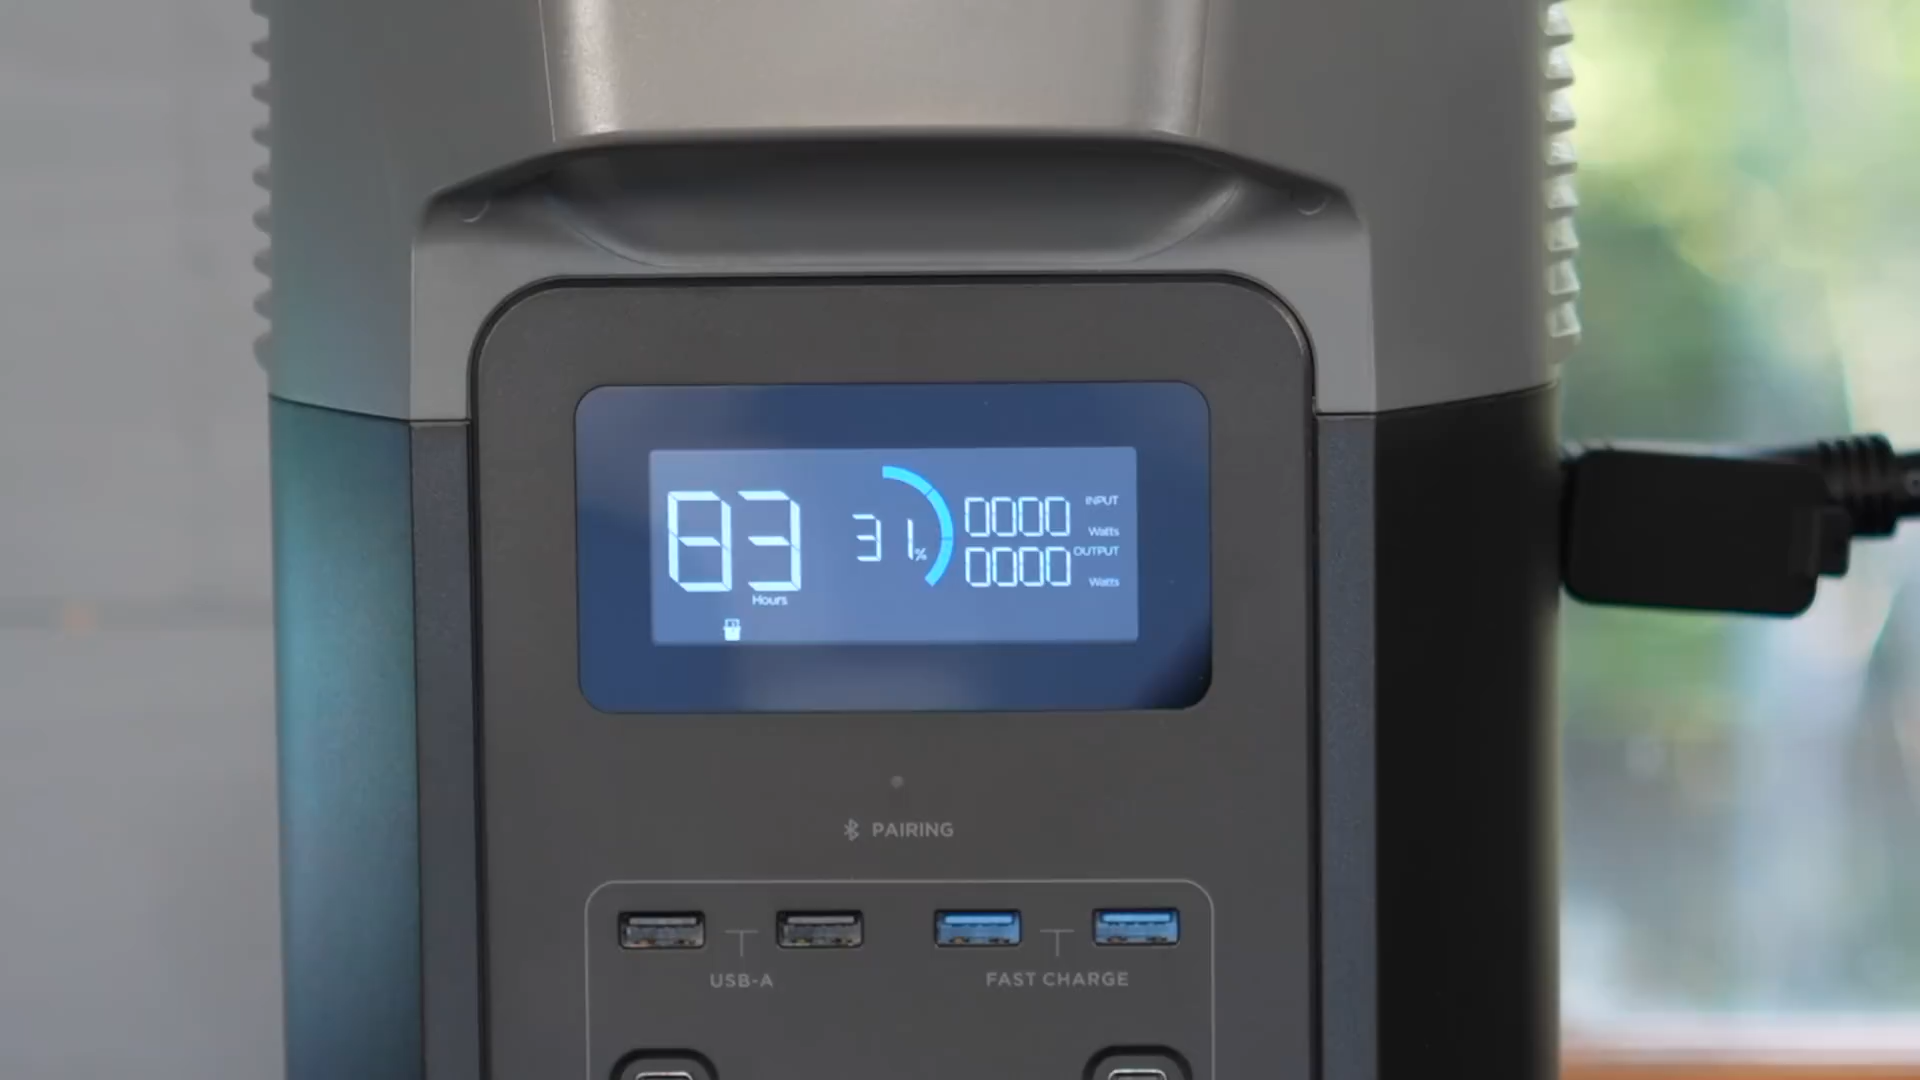 83
Hours
31%
0000 INPUT
Watts
0000 OUTPUT
Watts
PAIRING
USB-A
FAST CHARGE